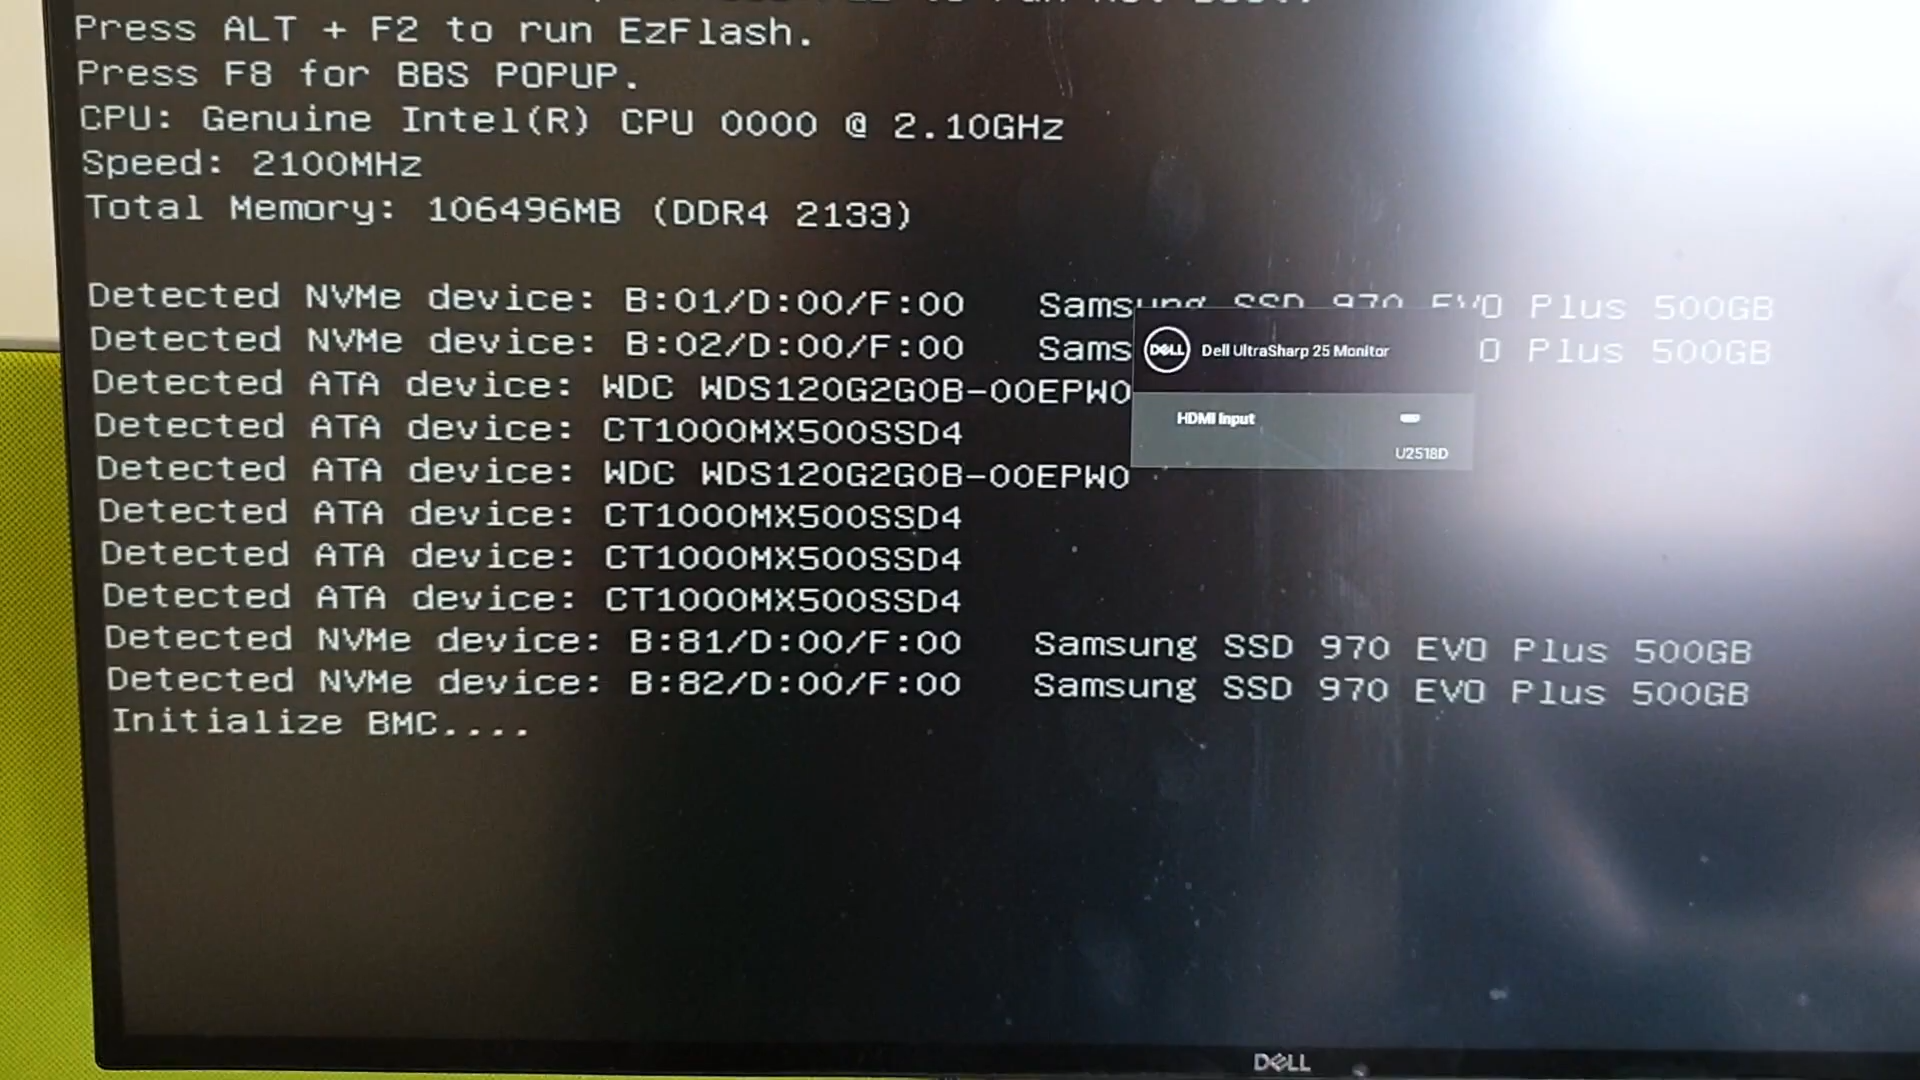 Press ALT + F2 to run EzFlash.
Press F8 for BBS POPUP.
CPU: Genuine Intel(R) CPU 0000 @ 2.10GHz
Speed: 2100MHz
Total Memory: 106496MB (DDR4 2133)
Detected NVMe device: B:01/D:00/F:00 Samsung SSD 970 EVO Plus 500GB
Detected NVMe device: B:02/D:00/F:00 Sams O Plus 500GB
DELL Dell UltraSharp 25 Monitor
Detected ATA device: WDC WDS120G2G0B-00EPW0
HDMI Input
Detected ATA device: CT1000MX500SSD4
U2518D
Detected ATA device: WDC WDS120G2G0B-00EPW0
Detected ATA device: CT1000MX500SSD4
Detected ATA device: CT1000MX500SSD4
Detected ATA device: CT1000MX500SSD4
Detected NVMe device: B:81/D:00/F:00 Samsung SSD 970 EVO Plus 500GB
Detected NVMe device: B:82/D:00/F:00 Samsung SSD 970 EVO Plus 500GB
Initialize BMC....
DELL